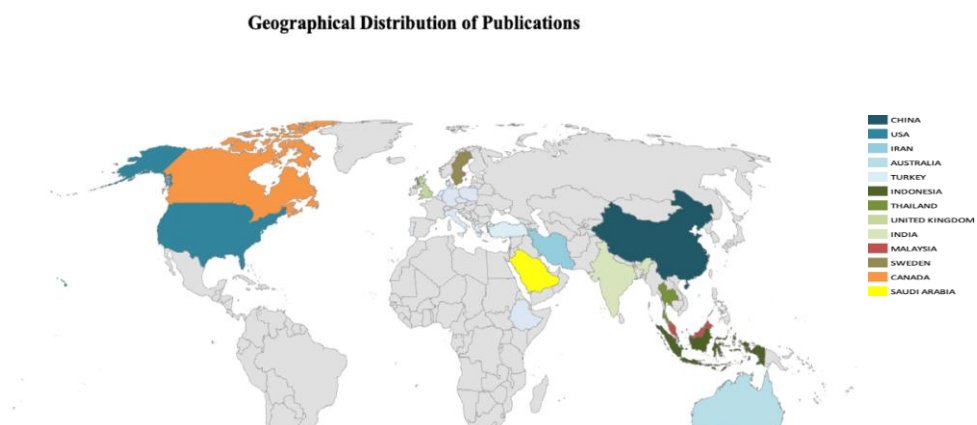 Geographical Distribution of Publications
CHINA
USA
IRAN
AUSTRALIA
TURKEY
INDONESIA
THAILAND
UNITED KINGDOM
INDIA
MALAYSIA
SWEDEN
CANADA
SAUDI ARABIA